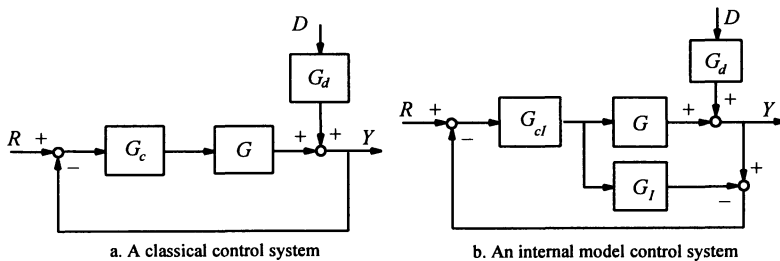 D
G_d
R + − G_c G + + Y
a. A classical control system
D
G_d
R + − G_cI G + + Y
G_I − +
b. An internal model control system